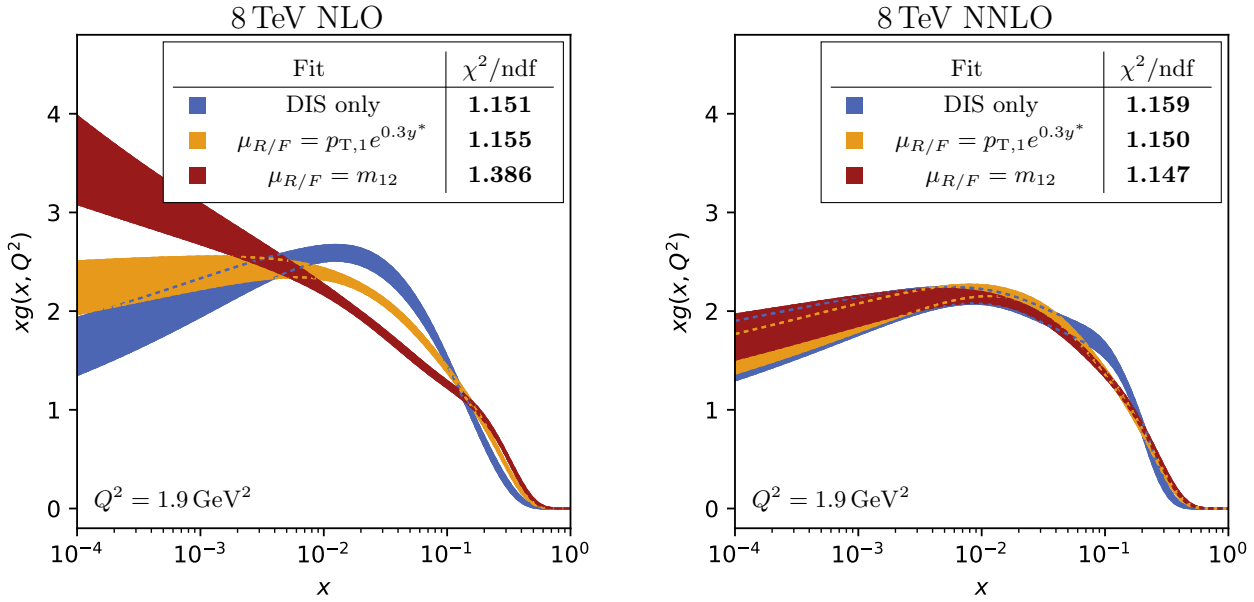 8 TeV NLO
Fit χ²/ndf
DIS only 1.151
μ_{R/F} = p_{T,1}e^{0.3y*} 1.155
μ_{R/F} = m_{12} 1.386
xg(x, Q²)
4
3
2
1
0
Q² = 1.9 GeV²
10⁻⁴ 10⁻³ 10⁻² 10⁻¹ 10⁰
x
8 TeV NNLO
Fit χ²/ndf
DIS only 1.159
μ_{R/F} = p_{T,1}e^{0.3y*} 1.150
μ_{R/F} = m_{12} 1.147
xg(x, Q²)
4
3
2
1
0
Q² = 1.9 GeV²
10⁻⁴ 10⁻³ 10⁻² 10⁻¹ 10⁰
x